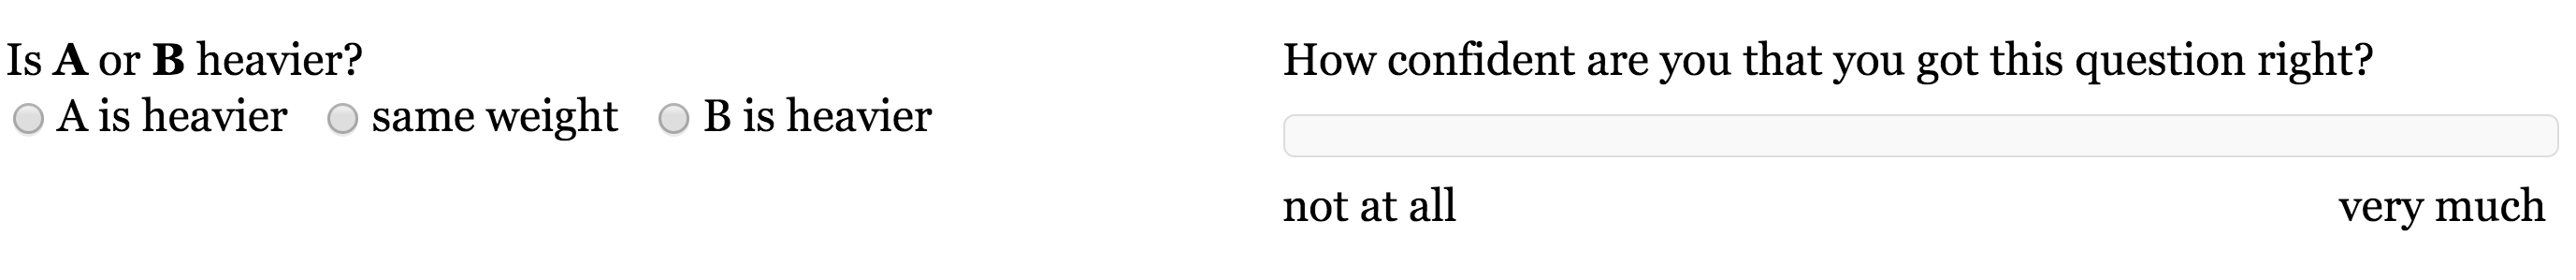 Is A or B heavier?
A is heavier same weight B is heavier
How confident are you that you got this question right?
not at all very much